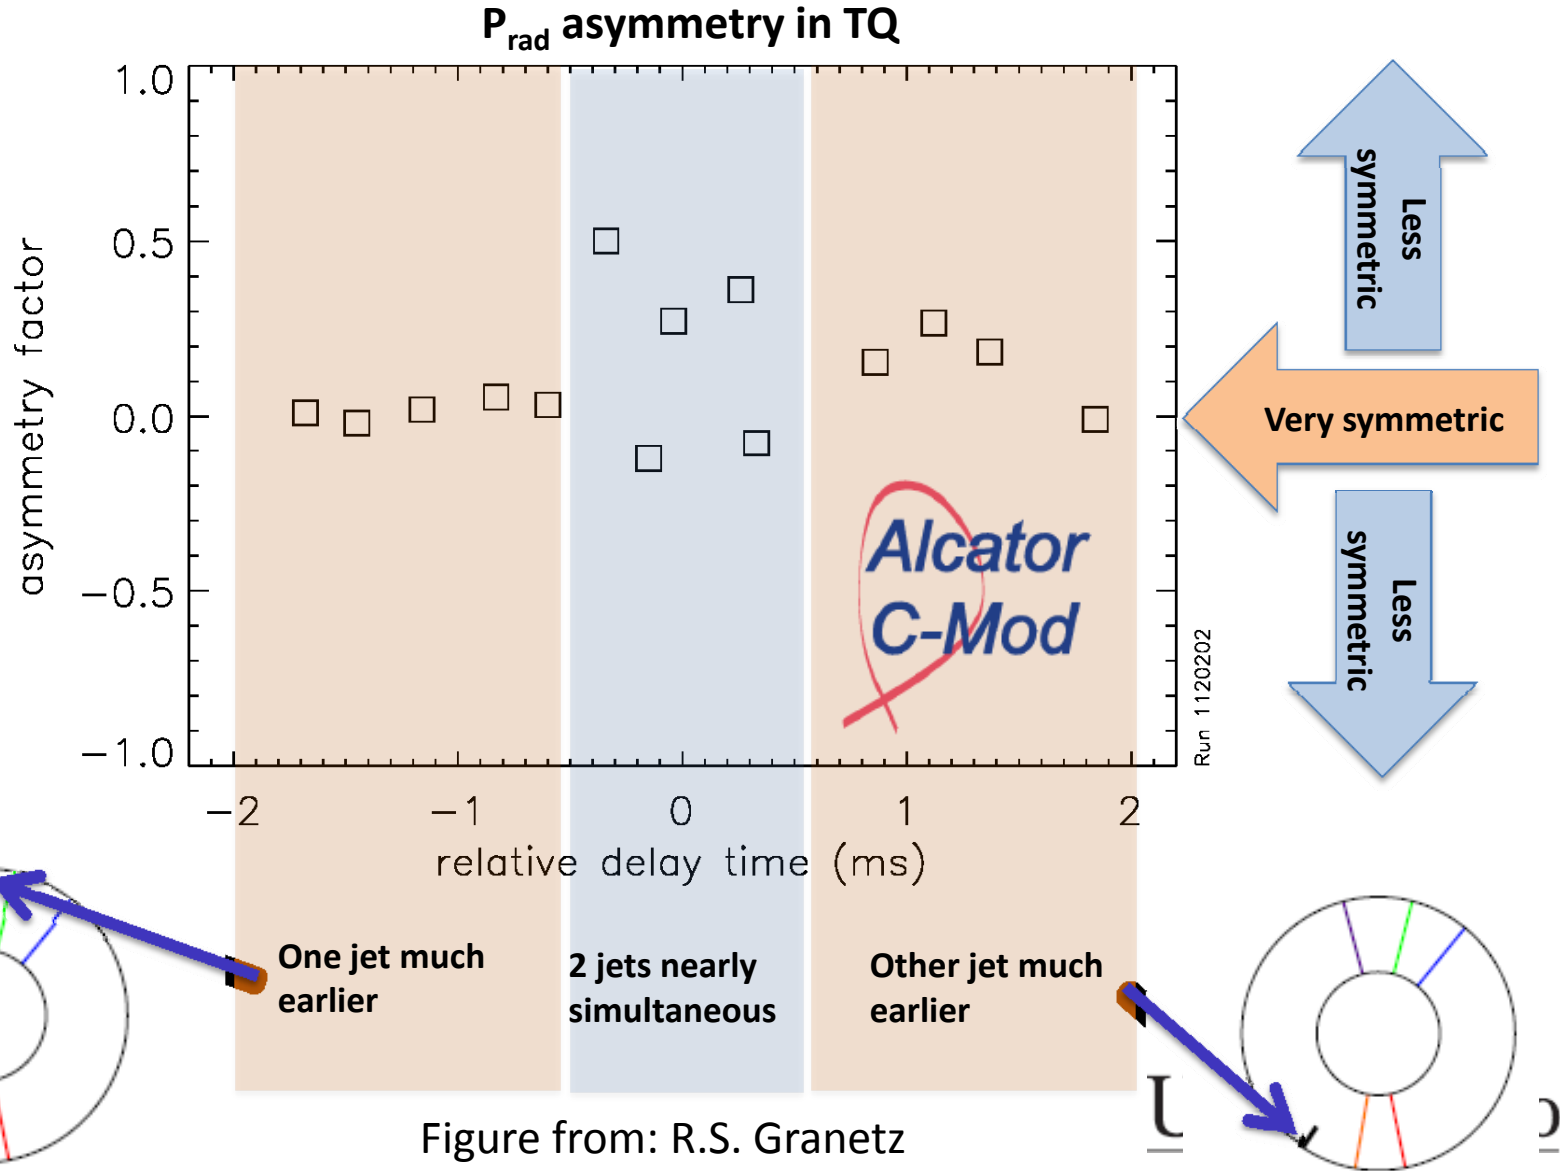 P_rad asymmetry in TQ
1.0
0.5
0.0
−0.5
−1.0
asymmetry factor
−2
−1
0
1
2
relative delay time (ms)
Run 1120202
Alcator
C-Mod
Less
symmetric
Very symmetric
Less
symmetric
One jet much
earlier
2 jets nearly
simultaneous
Other jet much
earlier
Figure from: R.S. Granetz